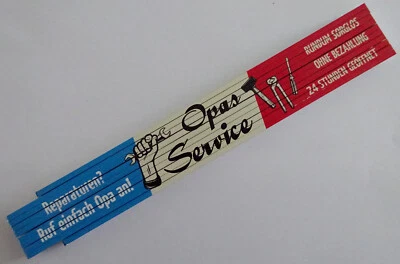 Reparaturen?
Ruf einfach Opa an!
Opas
Service
RUNDUM SORGLOS
OHNE BEZAHLUNG
...24 STUNDEN GEÖFFNET